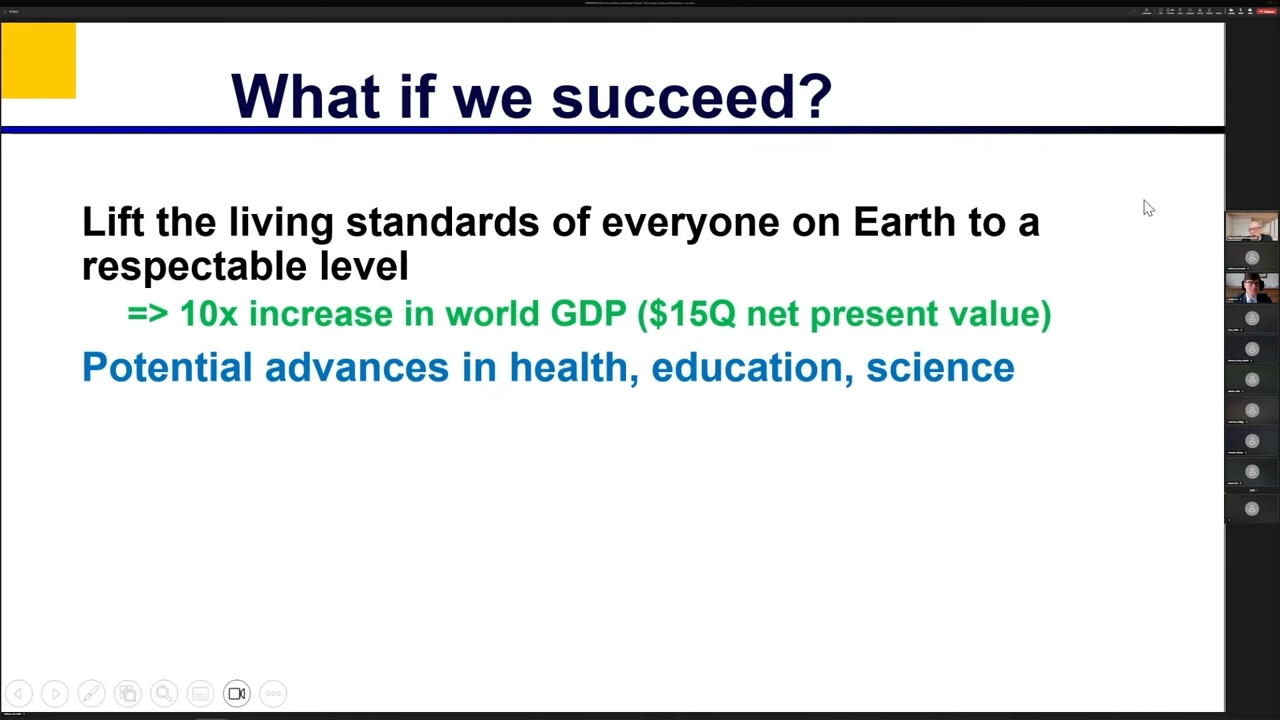 What if we succeed?
Lift the living standards of everyone on Earth to a
respectable level
=> 10x increase in world GDP ($15Q net present value)
Potential advances in health, education, science